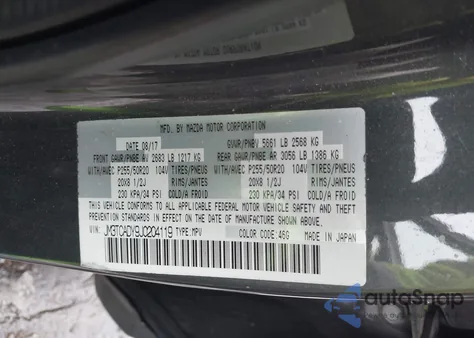 MFD. BY MAZDA MOTOR CORPORATION
DATE 08/17 GVWR/PNBV 5661 LB 2568 KG
FRONT GAWR/PNBE AV 2683 LB 1217 KG REAR GAWR/PNBE AR 3056 LB 1386 KG
WITH/AVEC P255/50R20 104V TIRES/PNEUS WITH/AVEC P255/50R20 104V TIRES/PNEUS
20X8 1/2J RIMS/JANTES 20X8 1/2J RIMS/JANTES
230 KPA/34 PSI COLD/A FROID 230 KPA/34 PSI COLD/A FROID
THIS VEHICLE CONFORMS TO ALL APPLICABLE FEDERAL MOTOR VEHICLE SAFETY, BUMPER, AND THEFT
PREVENTION STANDARDS IN EFFECT ON THE DATE OF MANUFACTURE SHOWN ABOVE.
VIN: JM3TCADY9J0204119 TYPE:MPV COLOR CODE:46G MADE IN JAPAN
autoSnap